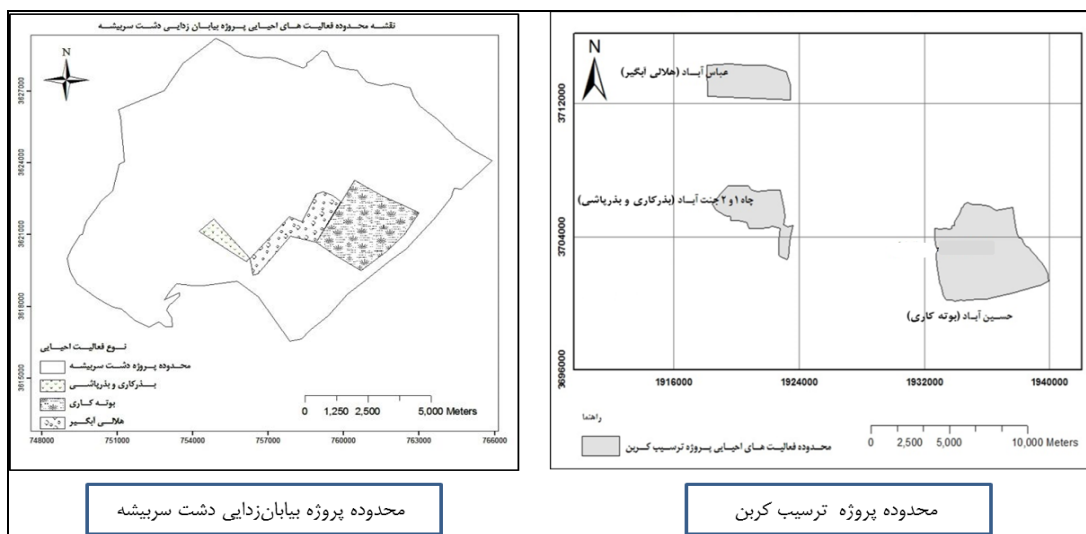 نقشه محدوده فعالیت های احیایی پروژه بیابان زدایی دشت سربیشه
N
3627000
3624000
3621000
3618000
3615000
نوع فعالیت احیایی
محدوده پروژه دشت سربیشه
بذرکاری و بذرپاشی
بوته کاری
هلالی آبگیر
0 1,250 2,500 5,000 Meters
748000 751000 754000 757000 760000 763000 766000
محدوده پروژه بیابان‌زدایی دشت سربیشه
N
عباس آباد (هلالی آبگیر)
3712000
چاه ۱ و ۲ جنت آباد (بذرکاری و بذرپاشی)
3704000
حسین آباد (بوته کاری)
3696000
1916000 1924000 1932000 1940000
راهنما
محدوده فعالیت های احیایی پروژه ترسیب کربن
0 2,500 5,000 10,000 Meters
محدوده پروژه ترسیب کربن